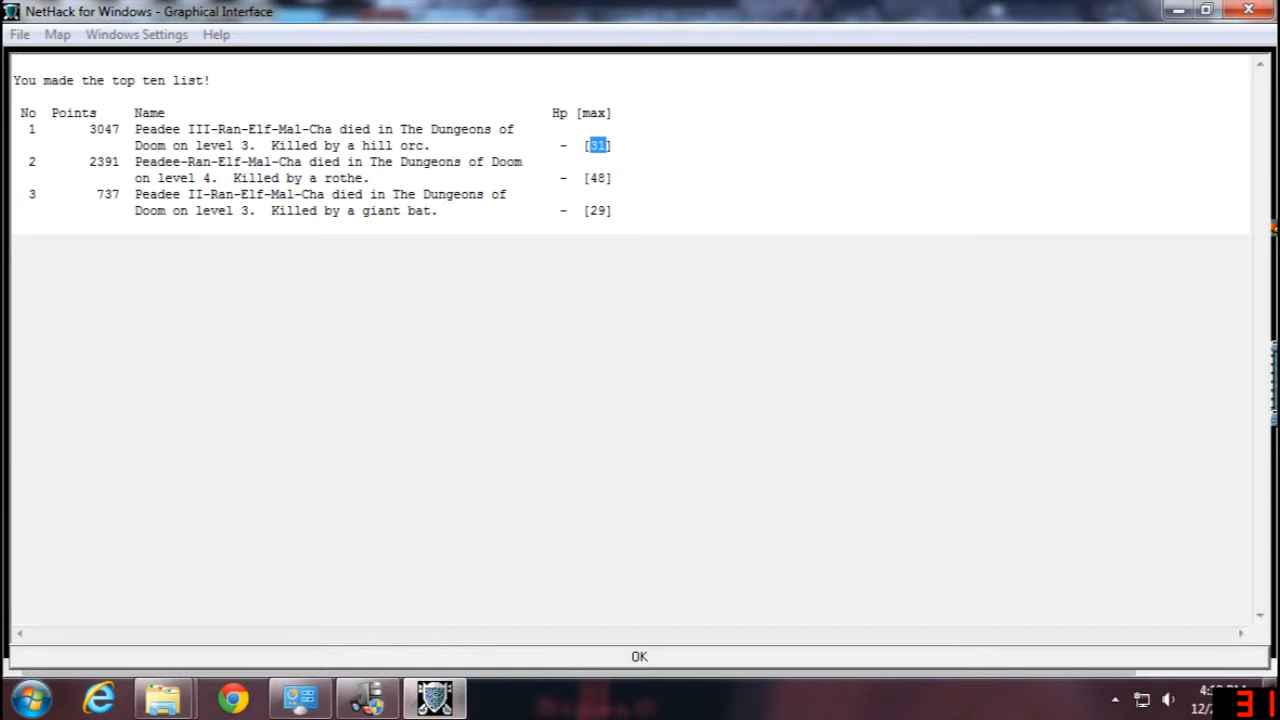 NetHack for Windows - Graphical Interface
File Map Windows Settings Help
You made the top ten list!
No Points Name Hp [max]
1 3047 Peadee III-Ran-Elf-Mal-Cha died in The Dungeons of
Doom on level 3. Killed by a hill orc. - [31]
2 2391 Peadee-Ran-Elf-Mal-Cha died in The Dungeons of Doom
on level 4. Killed by a rothe. - [48]
3 737 Peadee II-Ran-Elf-Mal-Cha died in The Dungeons of
Doom on level 3. Killed by a giant bat. - [29]
OK
31